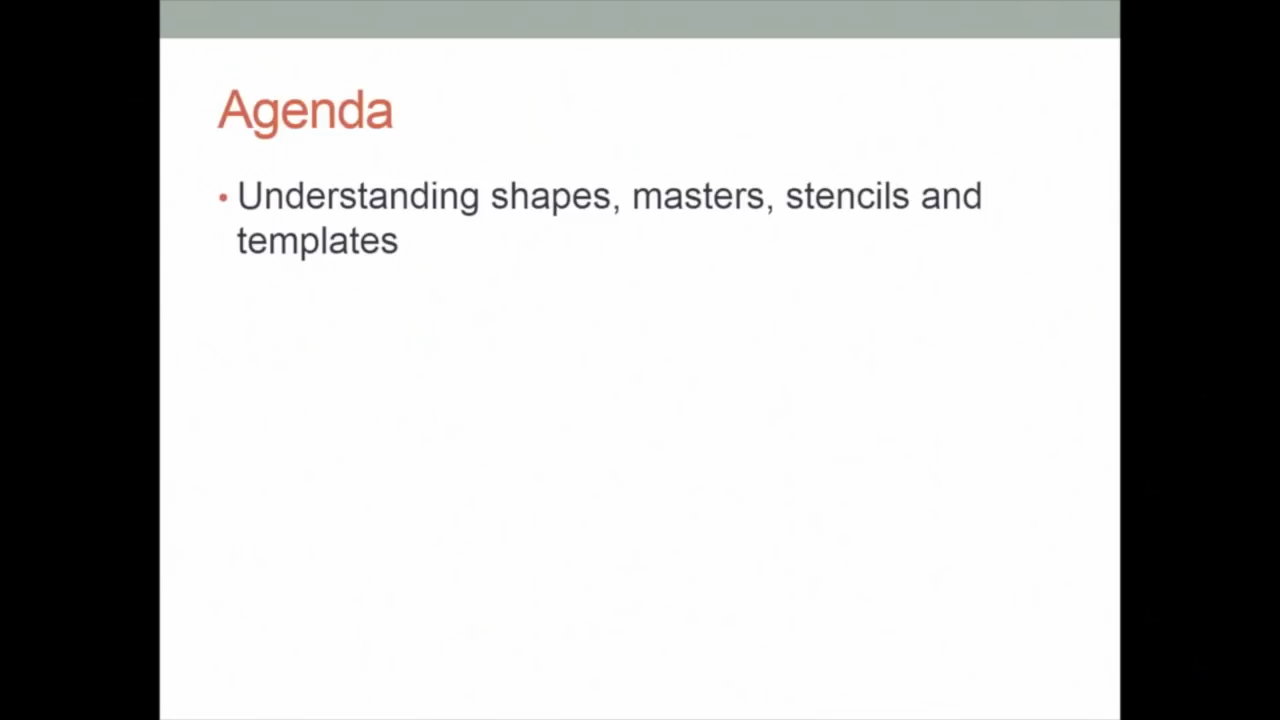 Agenda
• Understanding shapes, masters, stencils and
templates